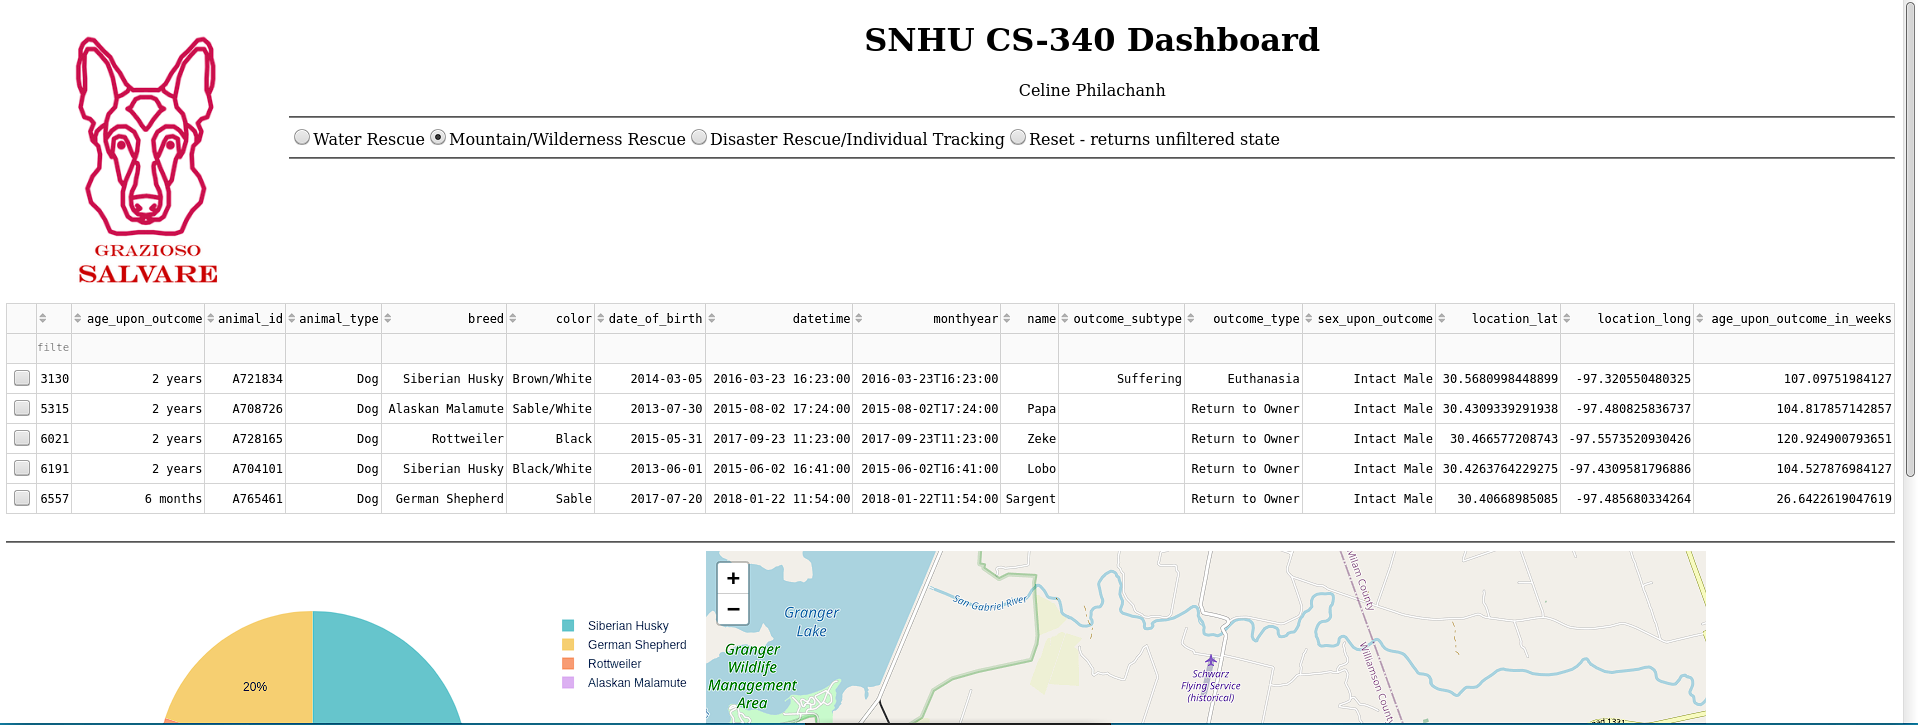 SNHU CS-340 Dashboard
Celine Philachanh
Water Rescue Mountain/Wilderness Rescue Disaster Rescue/Individual Tracking Reset - returns unfiltered state
GRAZIOSO
SALVARE
age_upon_outcome animal_id animal_type breed color date_of_birth datetime monthyear name outcome_subtype outcome_type sex_upon_outcome location_lat location_long age_upon_outcome_in_weeks
filte
3130 2 years A721834 Dog Siberian Husky Brown/White 2014-03-05 2016-03-23 16:23:00 2016-03-23T16:23:00 Suffering Euthanasia Intact Male 30.5680998448899 -97.320550480325 107.09751984127
5315 2 years A708726 Dog Alaskan Malamute Sable/White 2013-07-30 2015-08-02 17:24:00 2015-08-02T17:24:00 Papa Return to Owner Intact Male 30.4309339291938 -97.480825836737 104.817857142857
6021 2 years A728165 Dog Rottweiler Black 2015-05-31 2017-09-23 11:23:00 2017-09-23T11:23:00 Zeke Return to Owner Intact Male 30.466577208743 -97.5573520930426 120.924900793651
6191 2 years A704101 Dog Siberian Husky Black/White 2013-06-01 2015-06-02 16:41:00 2015-06-02T16:41:00 Lobo Return to Owner Intact Male 30.4263764229275 -97.4309581796886 104.527876984127
6557 6 months A765461 Dog German Shepherd Sable 2017-07-20 2018-01-22 11:54:00 2018-01-22T11:54:00 Sargent Return to Owner Intact Male 30.40668985085 -97.485680334264 26.6422619047619
20%
Siberian Husky
German Shepherd
Rottweiler
Alaskan Malamute
+
−
Granger
Lake
Granger
Wildlife
Management
Area
San Gabriel River
Schwarz
Flying Service
(historical)
Milam County
Williamson County